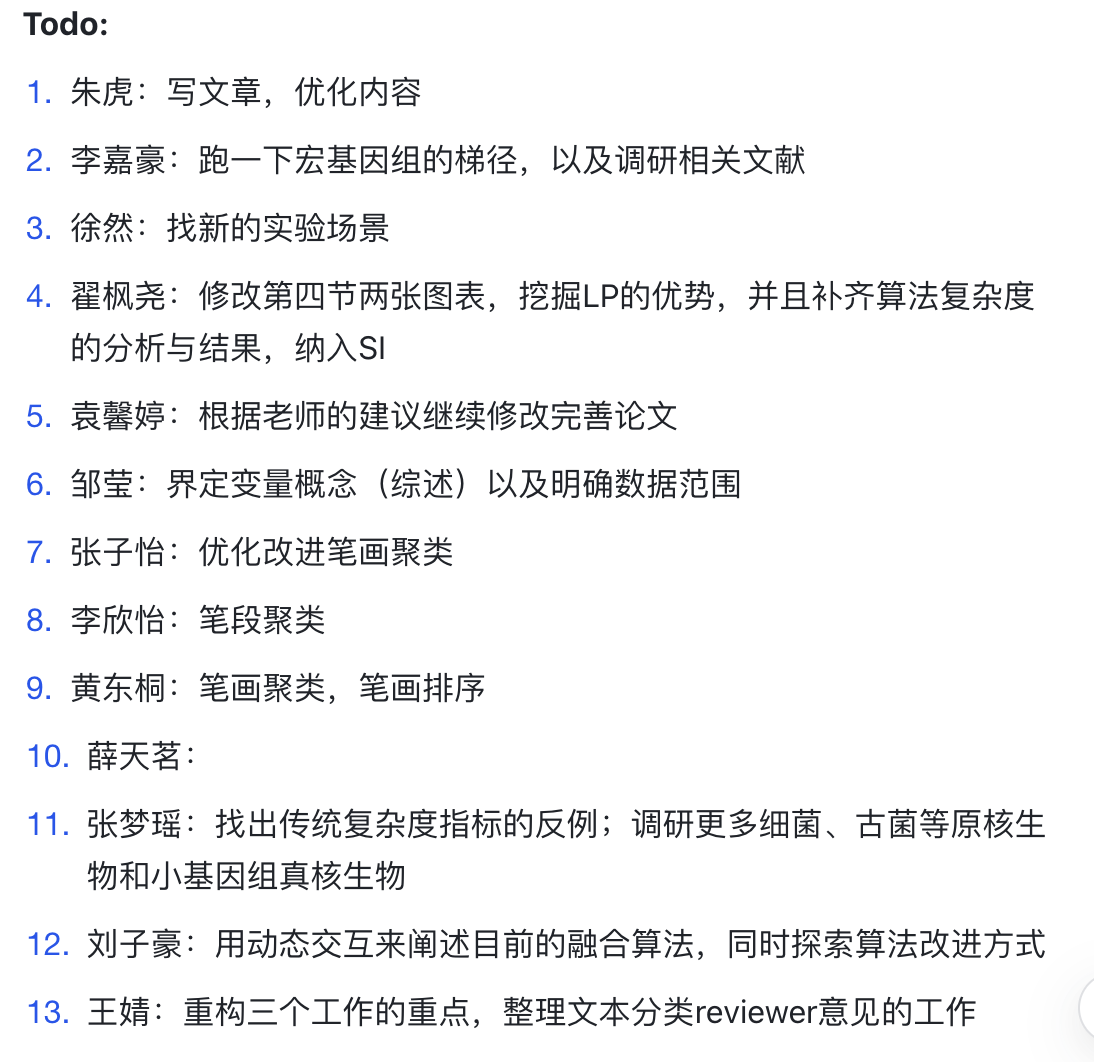 Todo:
1. 朱虎：写文章，优化内容
2. 李嘉豪：跑一下宏基因组的梯径，以及调研相关文献
3. 徐然：找新的实验场景
4. 翟枫尧：修改第四节两张图表，挖掘LP的优势，并且补齐算法复杂度
的分析与结果，纳入SI
5. 袁馨婷：根据老师的建议继续修改完善论文
6. 邹莹：界定变量概念（综述）以及明确数据范围
7. 张子怡：优化改进笔画聚类
8. 李欣怡：笔段聚类
9. 黄东桐：笔画聚类，笔画排序
10. 薛天茗：
11. 张梦瑶：找出传统复杂度指标的反例；调研更多细菌、古菌等原核生
物和小基因组真核生物
12. 刘子豪：用动态交互来阐述目前的融合算法，同时探索算法改进方式
13. 王婧：重构三个工作的重点，整理文本分类reviewer意见的工作